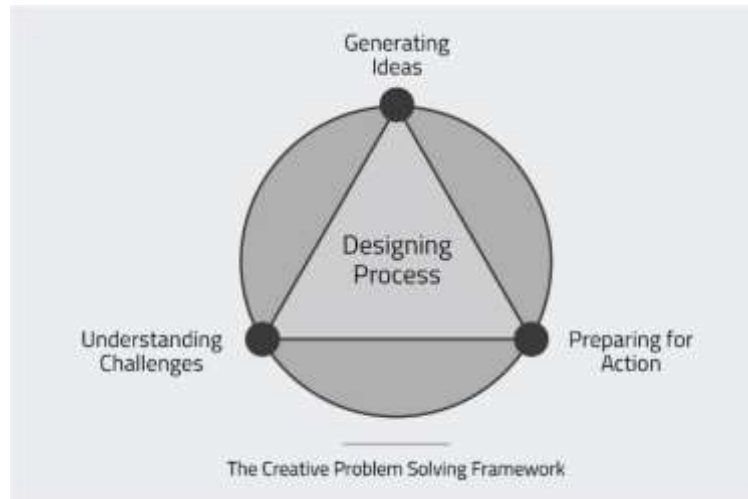 Generating
Ideas
Designing
Process
Understanding
Challenges
Preparing for
Action
The Creative Problem Solving Framework